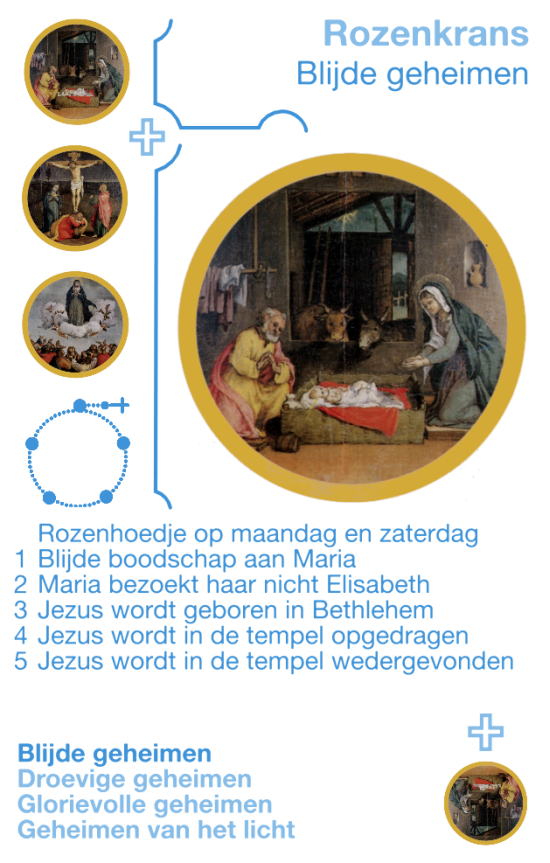 Rozenkrans
Blijde geheimen
Rozenhoedje op maandag en zaterdag
1 Blijde boodschap aan Maria
2 Maria bezoekt haar nicht Elisabeth
3 Jezus wordt geboren in Bethlehem
4 Jezus wordt in de tempel opgedragen
5 Jezus wordt in de tempel wedergevonden
Blijde geheimen
Droevige geheimen
Glorievolle geheimen
Geheimen van het licht